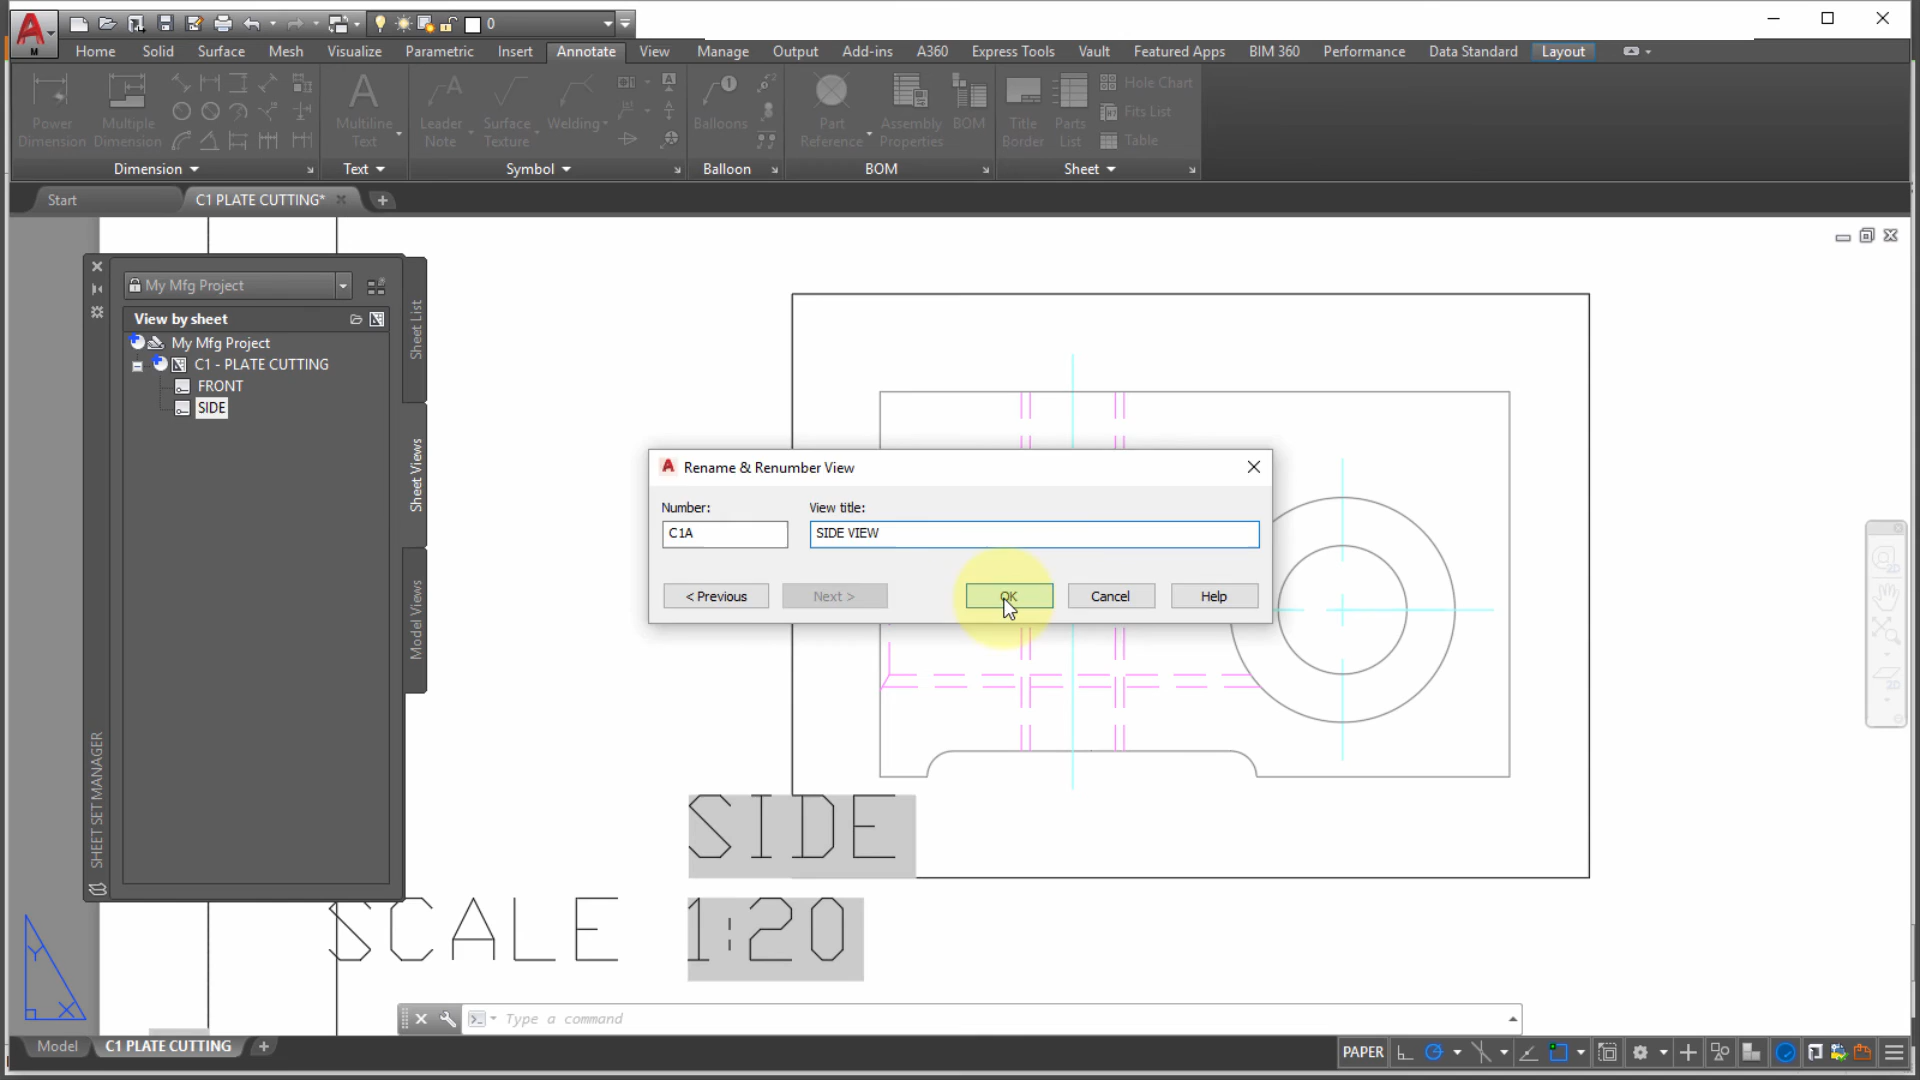 M
0
Home Solid Surface Mesh Visualize Parametric Insert Annotate View Manage Output Add-ins A360 Express Tools Vault Featured Apps BIM 360 Performance Data Standard Layout
Power Dimension
Multiple Dimension
Multiline Text
Leader Note
Surface Texture
Welding
Balloons
Part Reference
Assembly Properties
BOM
Title Border
Parts List
Hole Chart
Fits List
Table
Dimension Text Symbol Balloon BOM Sheet
Start C1 PLATE CUTTING*
My Mfg Project
View by sheet
My Mfg Project
C1 - PLATE CUTTING
FRONT
SIDE
Sheet List
Sheet Views
Model Views
SHEET SET MANAGER
Rename & Renumber View
Number: View title:
C1A SIDE VIEW
< Previous Next > OK Cancel Help
SIDE
SCALE 1:20
2D
2D
Y
X
Type a command
Model C1 PLATE CUTTING
PAPER